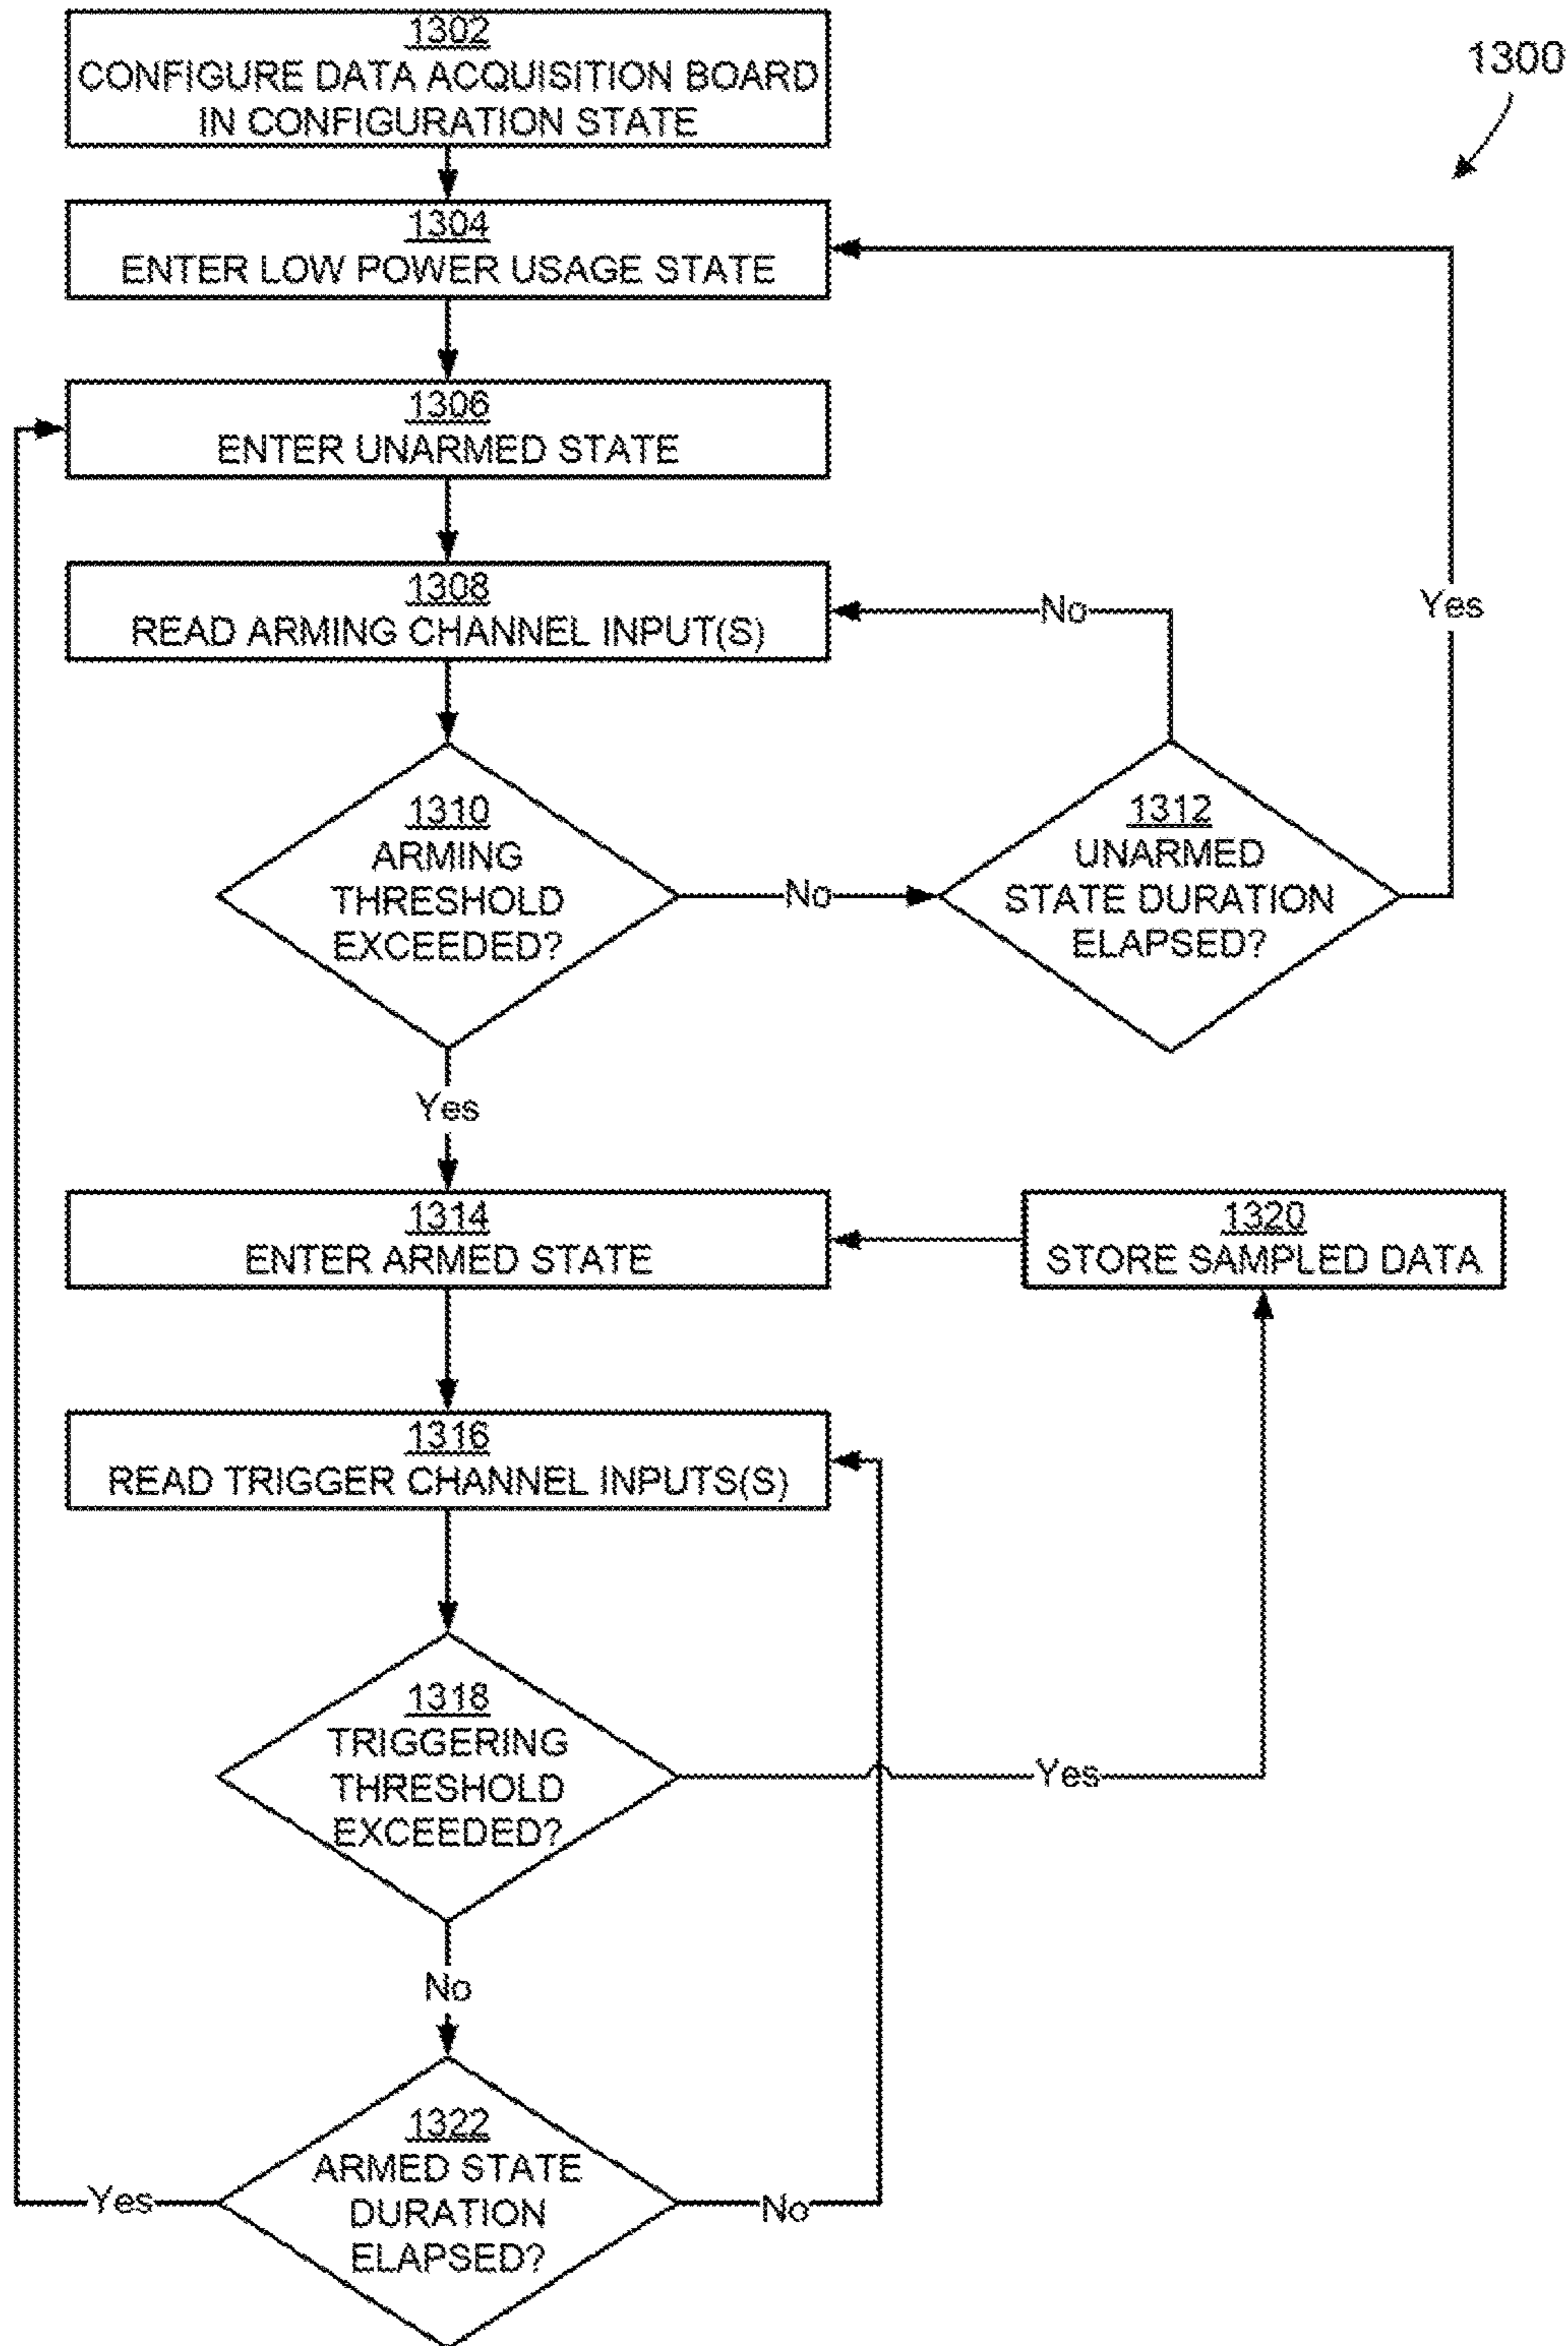 1302
CONFIGURE DATA ACQUISITION BOARD
IN CONFIGURATION STATE
1300
1304
ENTER LOW POWER USAGE STATE
1306
ENTER UNARMED STATE
1308
READ ARMING CHANNEL INPUT(S)
No
Yes
1310
ARMING
THRESHOLD
EXCEEDED?
No
1312
UNARMED
STATE DURATION
ELAPSED?
Yes
1314
ENTER ARMED STATE
1320
STORE SAMPLED DATA
1316
READ TRIGGER CHANNEL INPUTS(S)
1318
TRIGGERING
THRESHOLD
EXCEEDED?
Yes
No
1322
ARMED STATE
DURATION
ELAPSED?
Yes
No